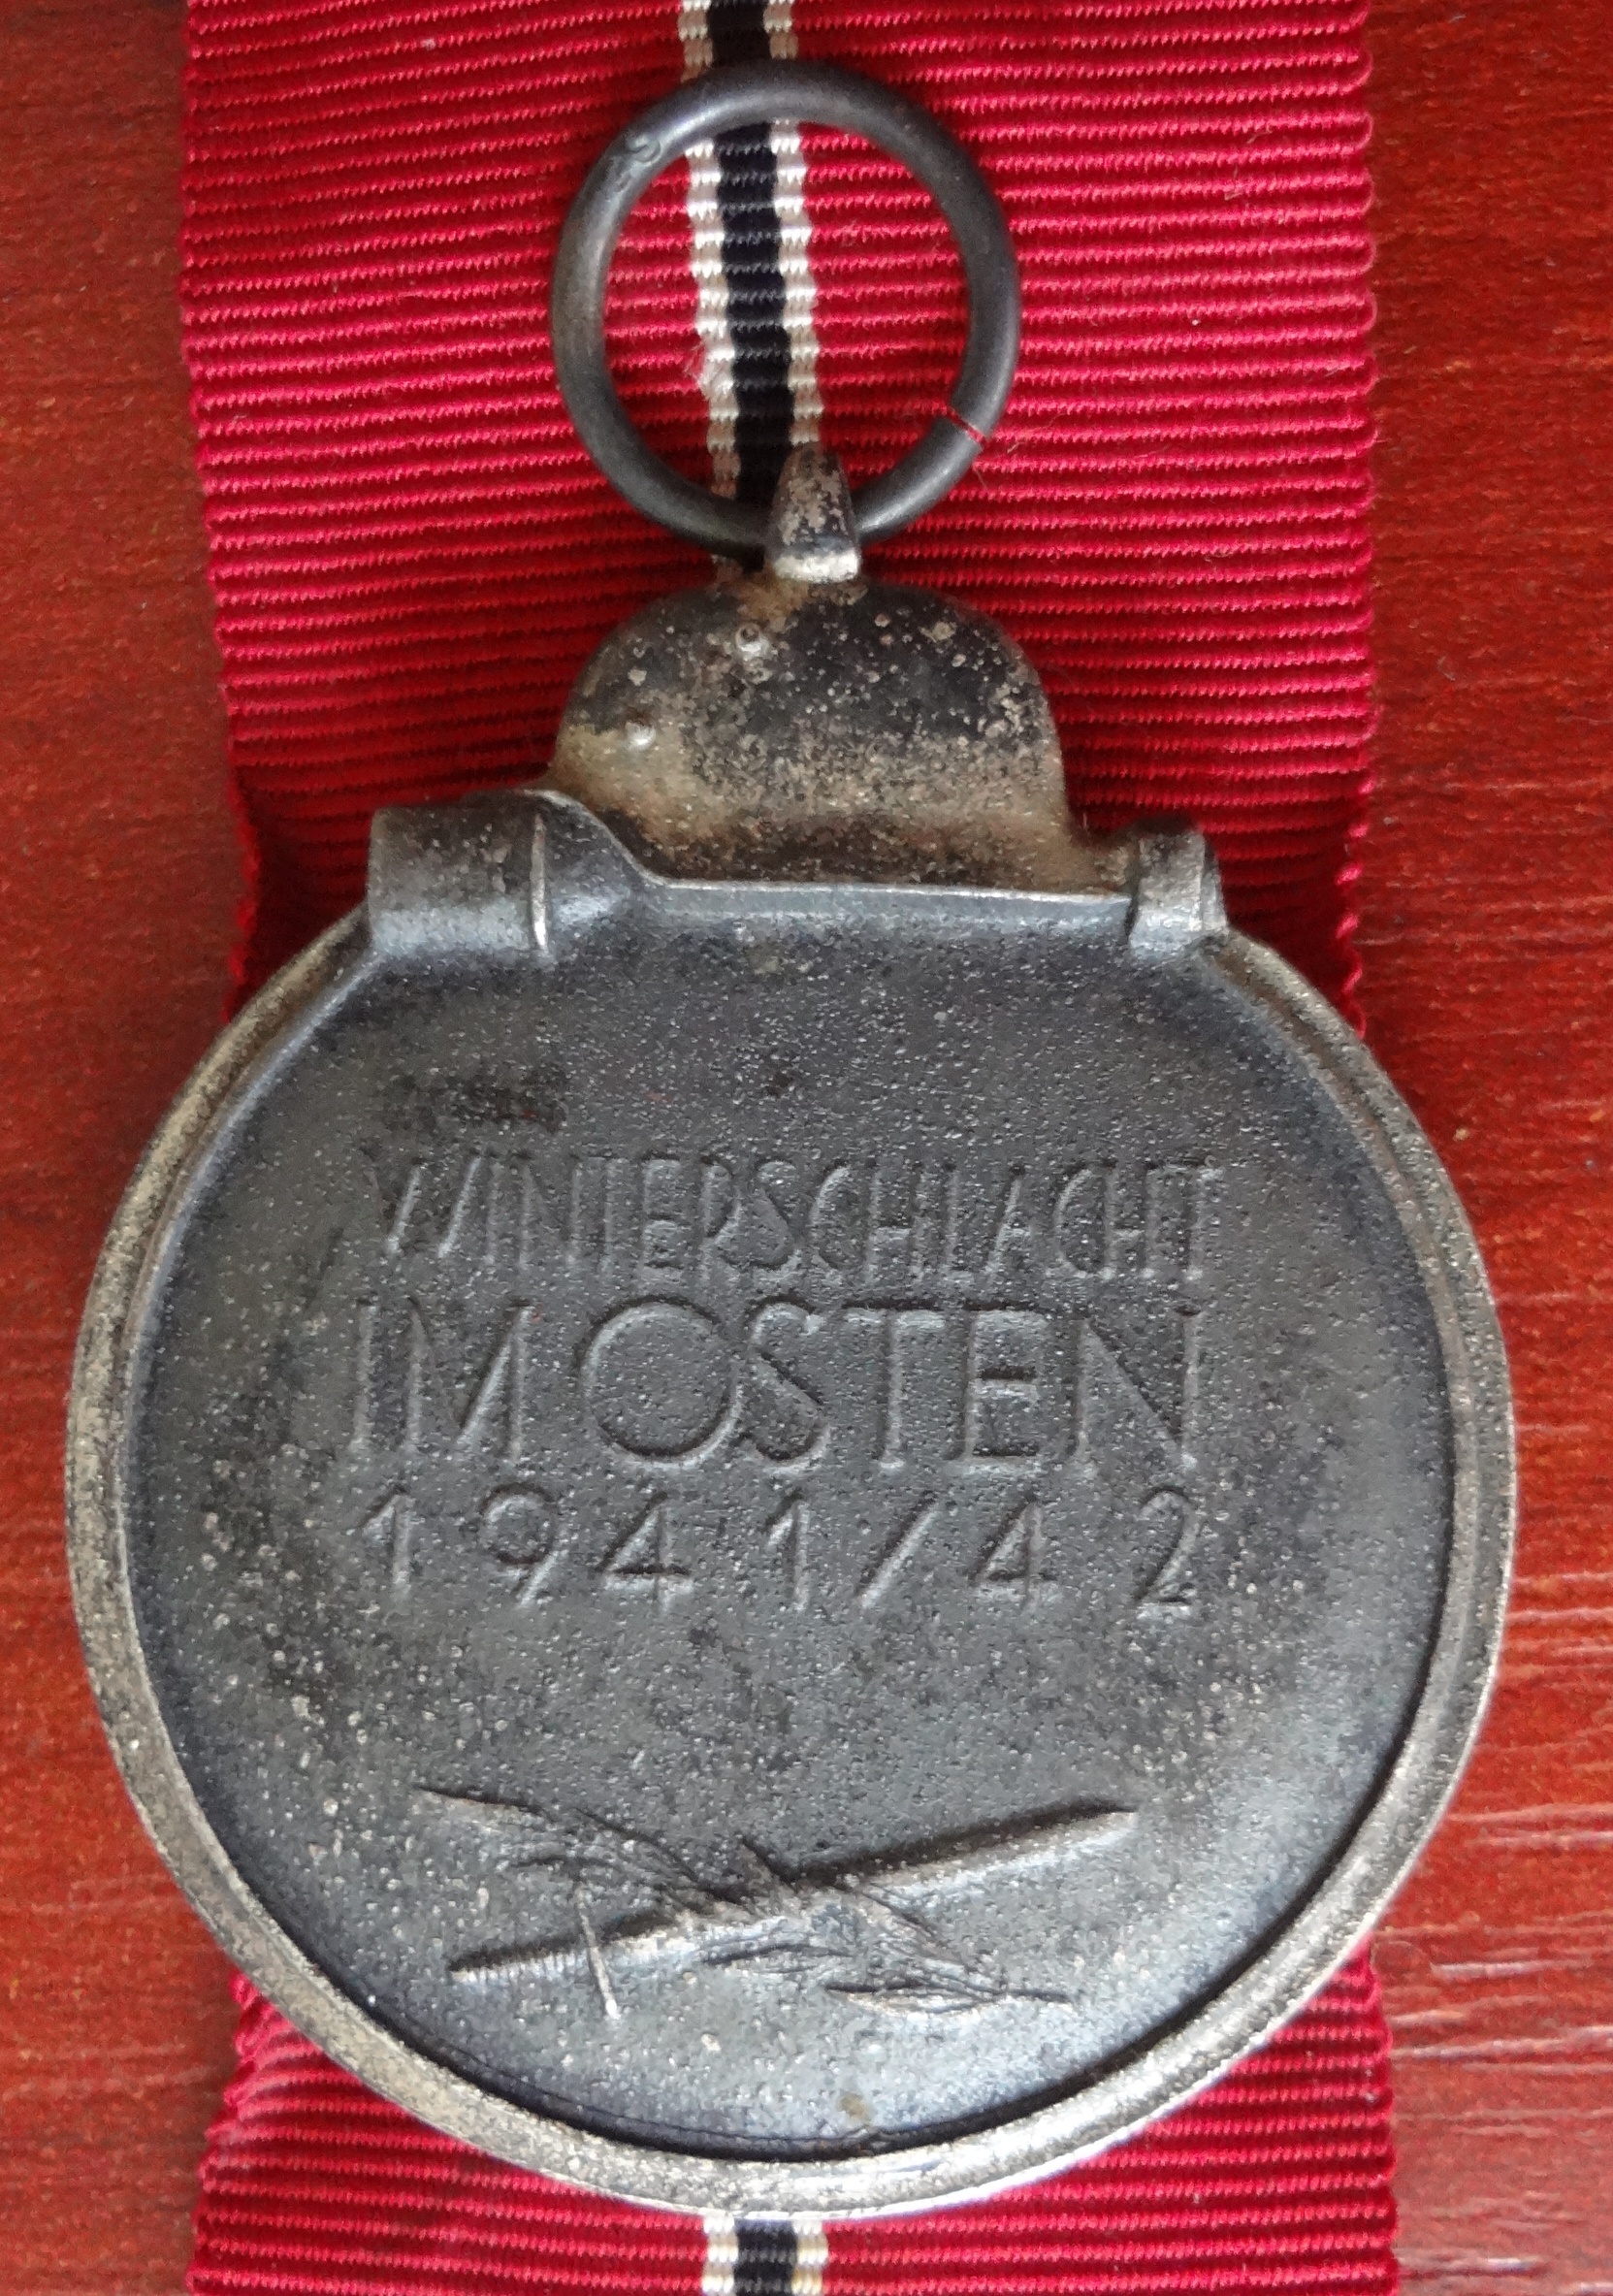 WINTERSCHLACHT
IM OSTEN
1941/42